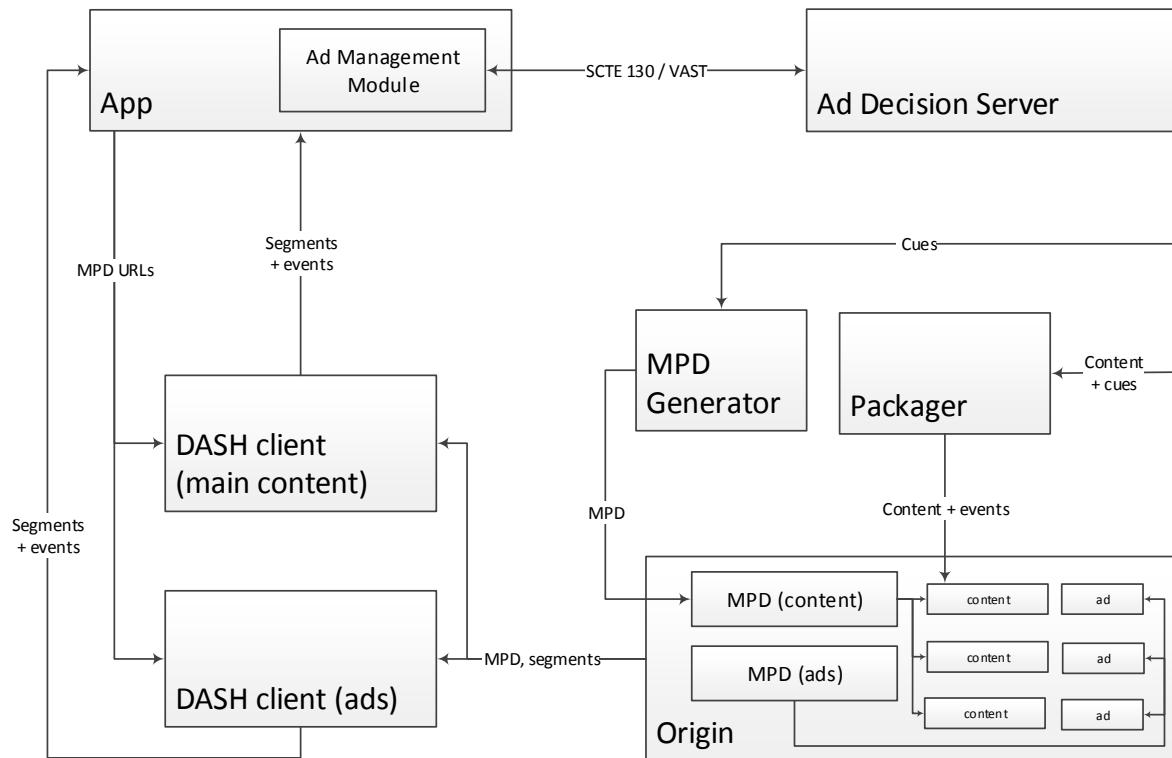 Ad Management
Module
App
SCTE 130 / VAST
Ad Decision Server
Segments
+ events
MPD URLs
Cues
MPD
Generator
Packager
Content
+ cues
DASH client
(main content)
Segments
+ events
MPD
Content + events
DASH client (ads)
MPD, segments
MPD (content)
content
ad
MPD (ads)
content
ad
content
ad
Origin